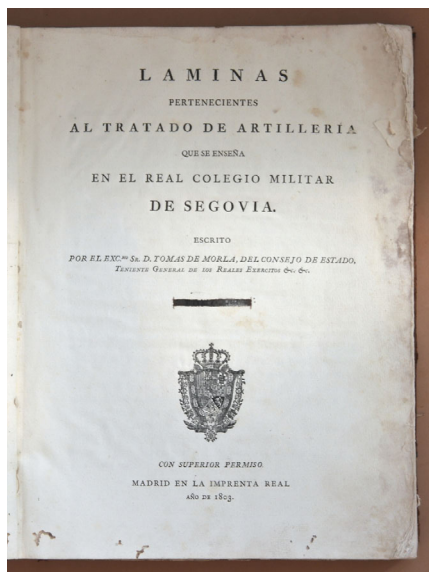 LAMINAS
PERTENECIENTES
AL TRATADO DE ARTILLERÍA
QUE SE ENSEÑA
EN EL REAL COLEGIO MILITAR
DE SEGOVIA.
ESCRITO
POR EL EXC.mo SR. D. TOMAS DE MORLA, DEL CONSEJO DE ESTADO,
TENIENTE GENERAL DE LOS REALES EXERCITOS &c. &c.
CON SUPERIOR PERMISO.
MADRID EN LA IMPRENTA REAL
AÑO DE 1803.